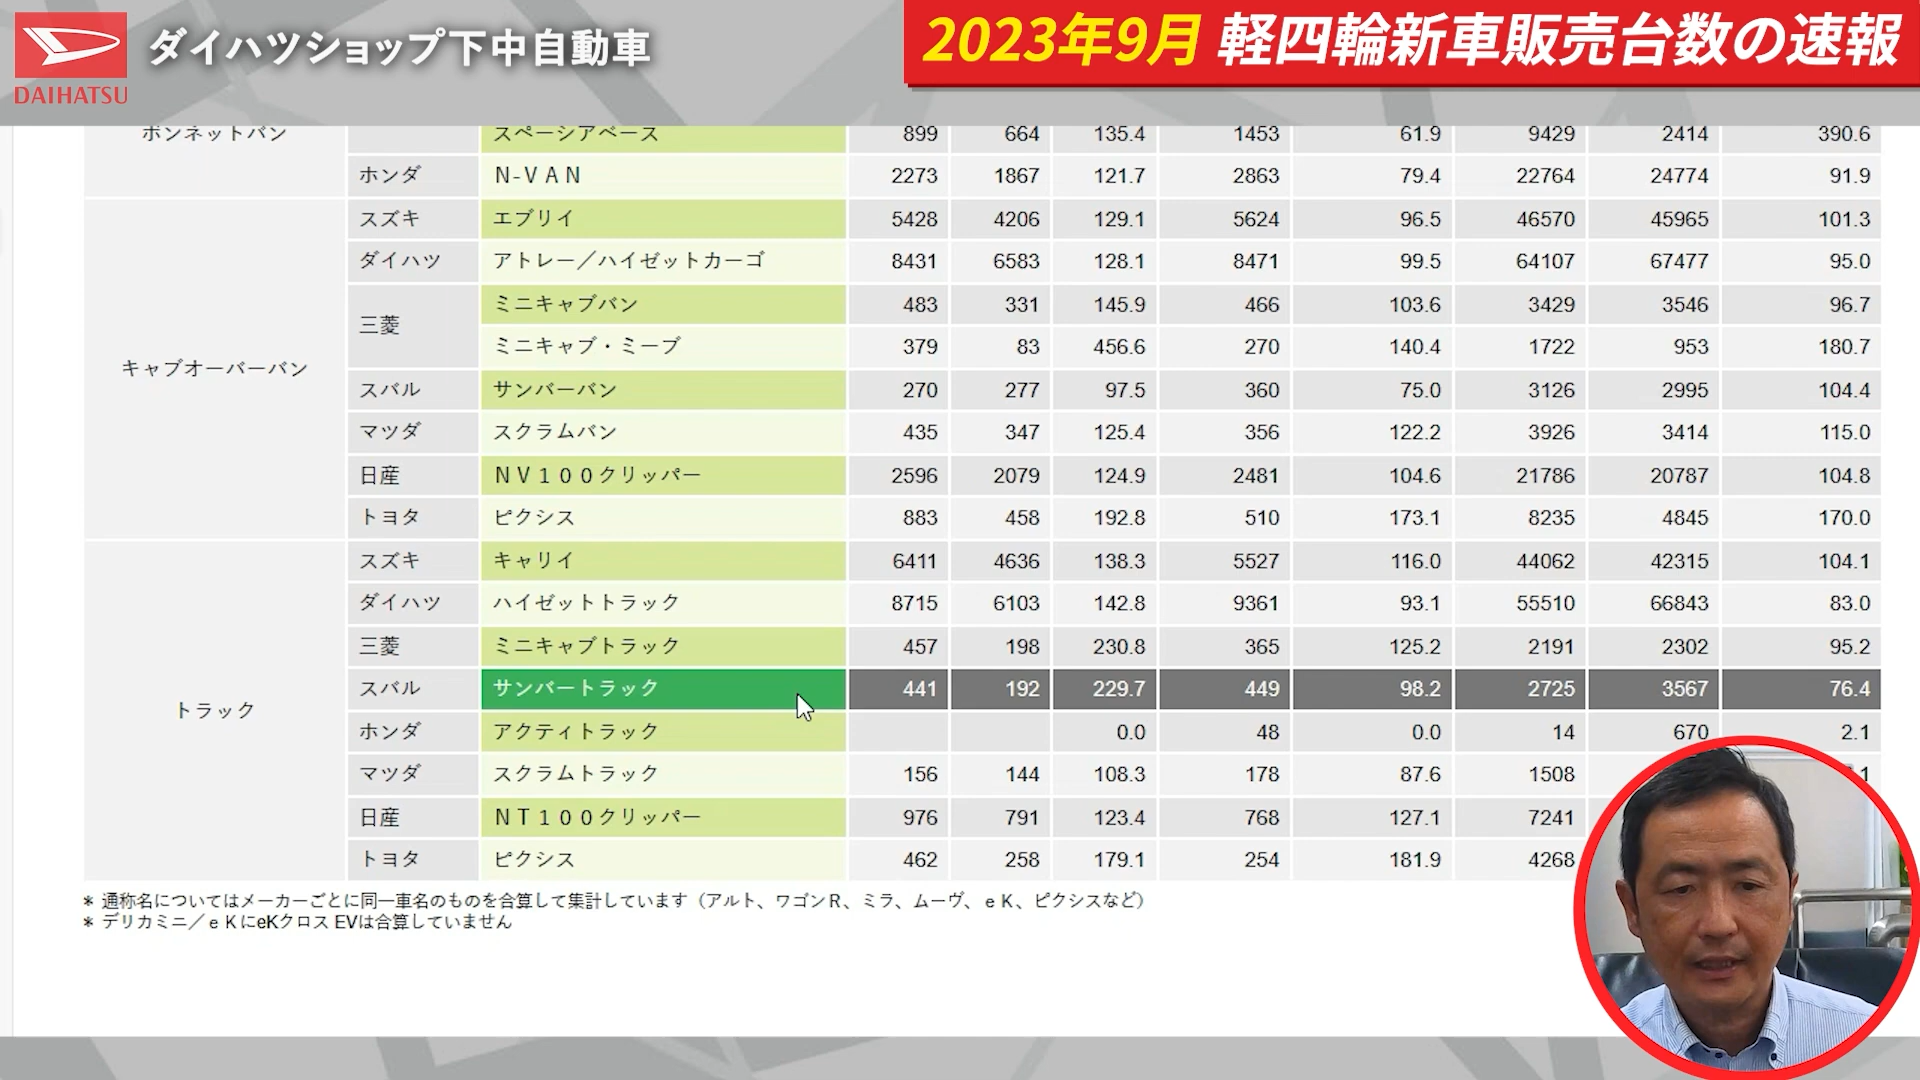 DAIHATSU
ダイハツショップ下中自動車
2023年9月 軽四輪新車販売台数の速報
ボンネットバン スペーシアベース 899 664 135.4 1453 61.9 9429 2414 390.6
ホンダ N-VAN 2273 1867 121.7 2863 79.4 22764 24774 91.9
キャブオーバーバン
スズキ エブリイ 5428 4206 129.1 5624 96.5 46570 45965 101.3
ダイハツ アトレー／ハイゼットカーゴ 8431 6583 128.1 8471 99.5 64107 67477 95.0
三菱 ミニキャブバン 483 331 145.9 466 103.6 3429 3546 96.7
ミニキャブ・ミーブ 379 83 456.6 270 140.4 1722 953 180.7
スバル サンバーバン 270 277 97.5 360 75.0 3126 2995 104.4
マツダ スクラムバン 435 347 125.4 356 122.2 3926 3414 115.0
日産 ＮＶ１００クリッパー 2596 2079 124.9 2481 104.6 21786 20787 104.8
トヨタ ピクシス 883 458 192.8 510 173.1 8235 4845 170.0
トラック
スズキ キャリイ 6411 4636 138.3 5527 116.0 44062 42315 104.1
ダイハツ ハイゼットトラック 8715 6103 142.8 9361 93.1 55510 66843 83.0
三菱 ミニキャブトラック 457 198 230.8 365 125.2 2191 2302 95.2
スバル サンバートラック 441 192 229.7 449 98.2 2725 3567 76.4
ホンダ アクティトラック 0.0 48 0.0 14 670 2.1
マツダ スクラムトラック 156 144 108.3 178 87.6 1508
日産 ＮＴ１００クリッパー 976 791 123.4 768 127.1 7241
トヨタ ピクシス 462 258 179.1 254 181.9 4268
＊ 通称名についてはメーカーごとに同一車名のものを合算して集計しています（アルト、ワゴンＲ、ミラ、ムーヴ、ｅＫ、ピクシスなど）
＊ デリカミニ／ｅＫにeKクロス EVは合算していません